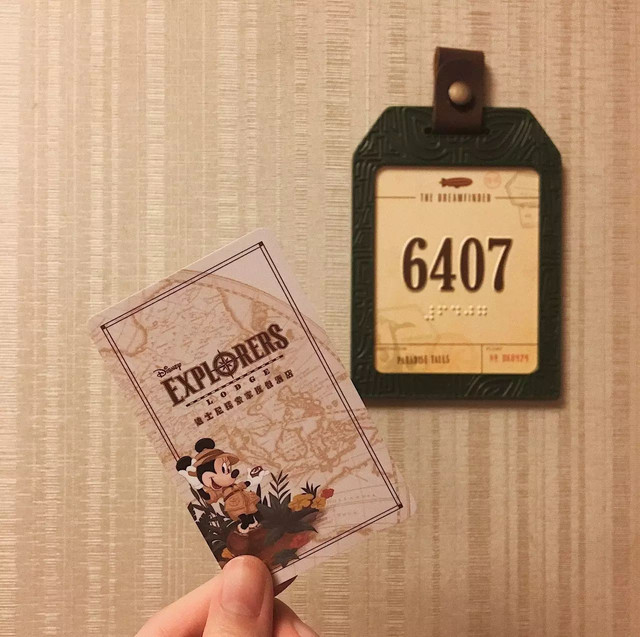 Disney
EXPLORERS
LODGE
迪士尼探索家度假酒店
THE DREAMFINDER
6407
PARADISE FALLS